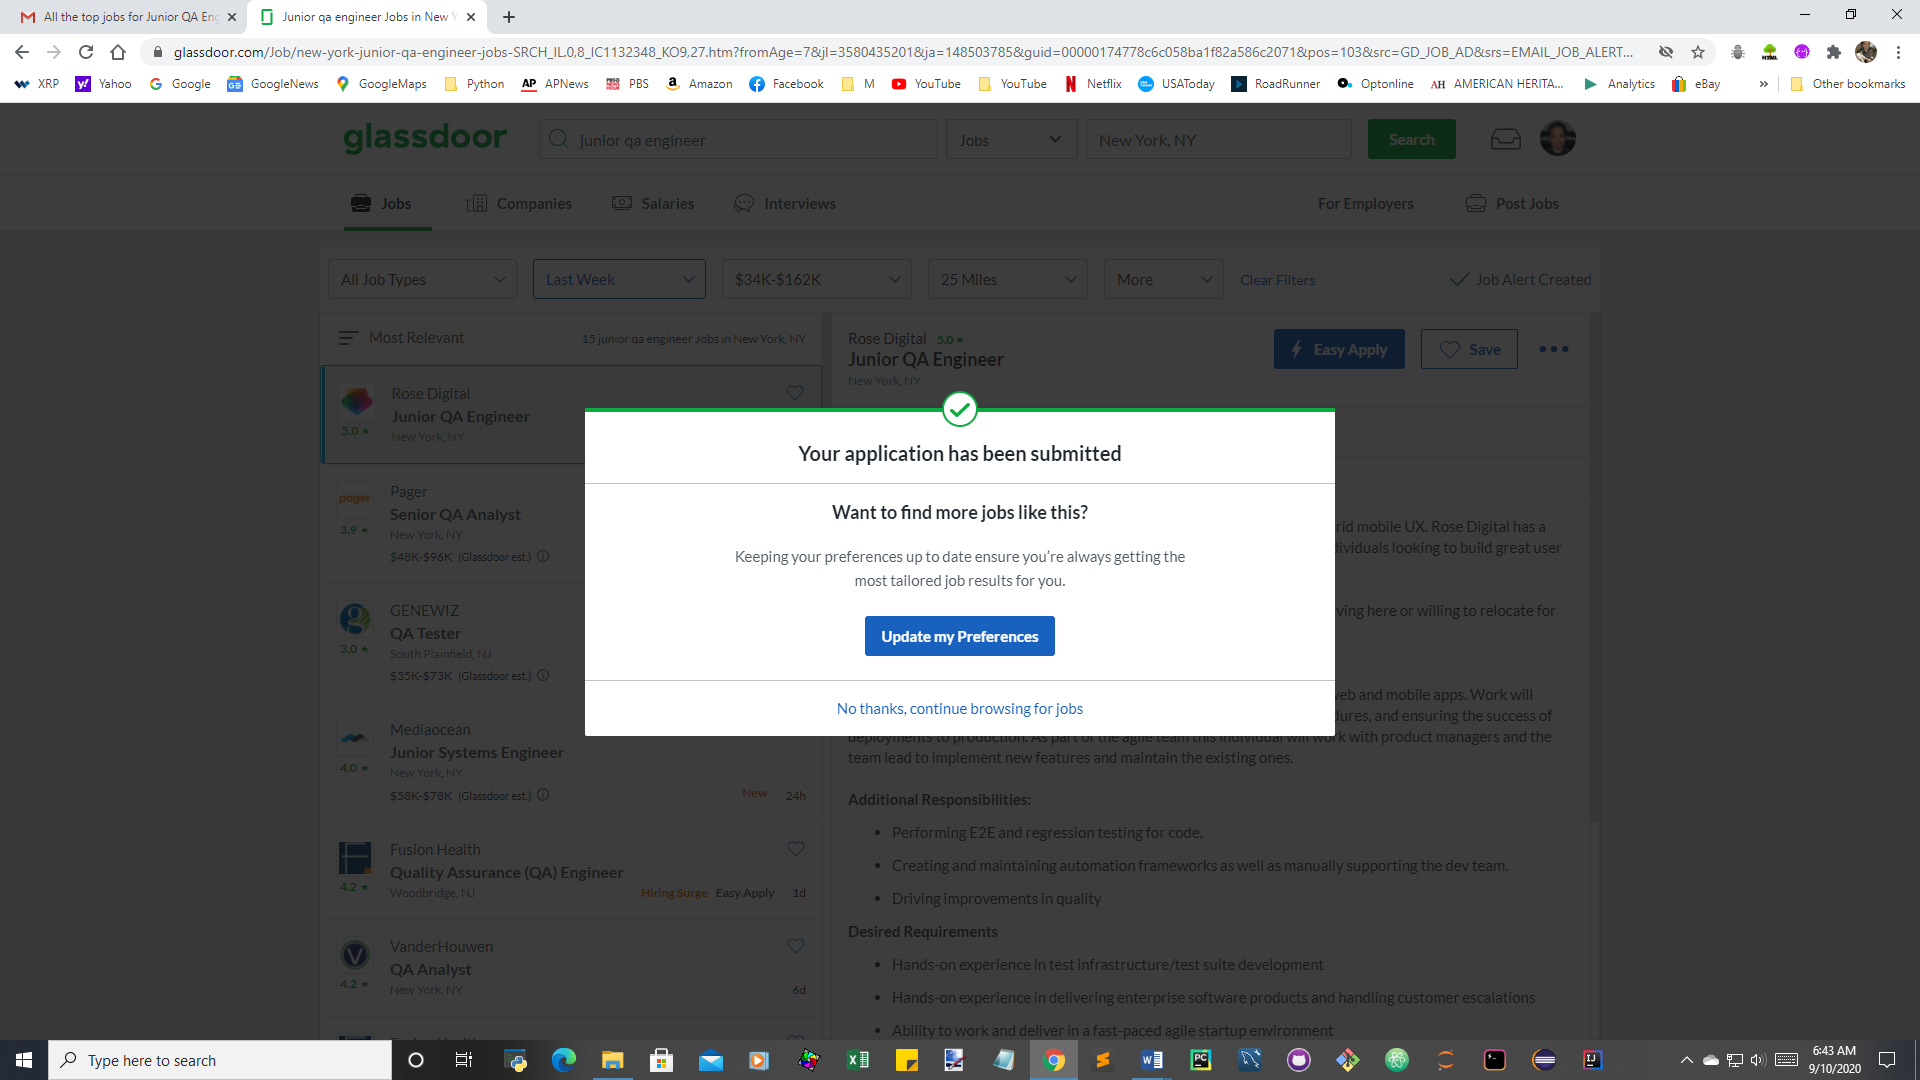 All the top jobs for Junior QA Eng
Junior qa engineer Jobs in New Y
glassdoor.com/Job/new-york-junior-qa-engineer-jobs-SRCH_IL.0,8_IC1132348_KO9,27.htm?fromAge=7&jl=3580435201&ja=148503785&guid=00000174778c6c058ba1f82a586c2071&pos=103&src=GD_JOB_AD&srs=EMAIL_JOB_ALERT...
XRP Yahoo Google GoogleNews GoogleMaps Python APNews PBS Amazon Facebook M YouTube YouTube Netflix USAToday RoadRunner Optonline AMERICAN HERITA... Analytics eBay » Other bookmarks
glassdoor junior qa engineer Jobs New York, NY Search
Jobs Companies Salaries Interviews For Employers Post Jobs
All Job Types Last Week $34K-$162K 25 Miles More Clear Filters Job Alert Created
Most Relevant 15 junior qa engineer Jobs in New York, NY
Rose Digital
Junior QA Engineer
New York, NY
5.0 ★
Pager
Senior QA Analyst
New York, NY
3.9 ★
$48K-$96K (Glassdoor est.)
GENEWIZ
QA Tester
South Plainfield, NJ
3.0 ★
$35K-$73K (Glassdoor est.)
Mediaocean
Junior Systems Engineer
New York, NY
4.0 ★
$58K-$78K (Glassdoor est.) New 24h
Fusion Health
Quality Assurance (QA) Engineer
4.2 ★
Woodbridge, NJ Hiring Surge Easy Apply 1d
VanderHouwen
QA Analyst
4.2 ★
New York, NY 6d
Rose Digital 5.0 ★
Junior QA Engineer
New York, NY
Easy Apply Save
Your application has been submitted
Want to find more jobs like this?
Keeping your preferences up to date ensure you're always getting the
most tailored job results for you.
Update my Preferences
No thanks, continue browsing for jobs
rid mobile UX. Rose Digital has a
dividuals looking to build great user
ving here or willing to relocate for
eb and mobile apps. Work will
dures, and ensuring the success of
deployments to production. As part of the agile team this individual will work with product managers and the
team lead to implement new features and maintain the existing ones.
Additional Responsibilities:
• Performing E2E and regression testing for code.
• Creating and maintaining automation frameworks as well as manually supporting the dev team.
• Driving improvements in quality
Desired Requirements
• Hands-on experience in test infrastructure/test suite development
• Hands-on experience in delivering enterprise software products and handling customer escalations
• Ability to work and deliver in a fast-paced agile startup environment
Type here to search
6:43 AM
9/10/2020